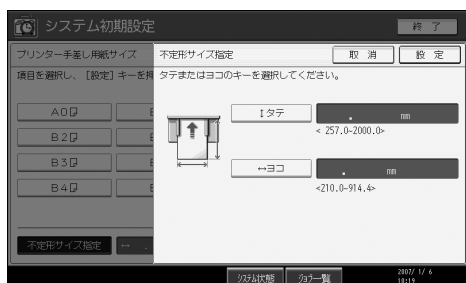 システム初期設定
終 了
プリンター手差し用紙サイズ
不定形サイズ指定
取 消
設 定
項目を選択し、［設定］キーを押
タテまたはヨコのキーを選択してください。
A0
B2
B3
B4
↕タテ
. mm
< 257.0~2000.0>
↔ヨコ
. mm
<210.0~914.4>
不定形サイズ指定
↔ .
システム状態
ジョブ一覧
2007/ 1/ 6
10:19